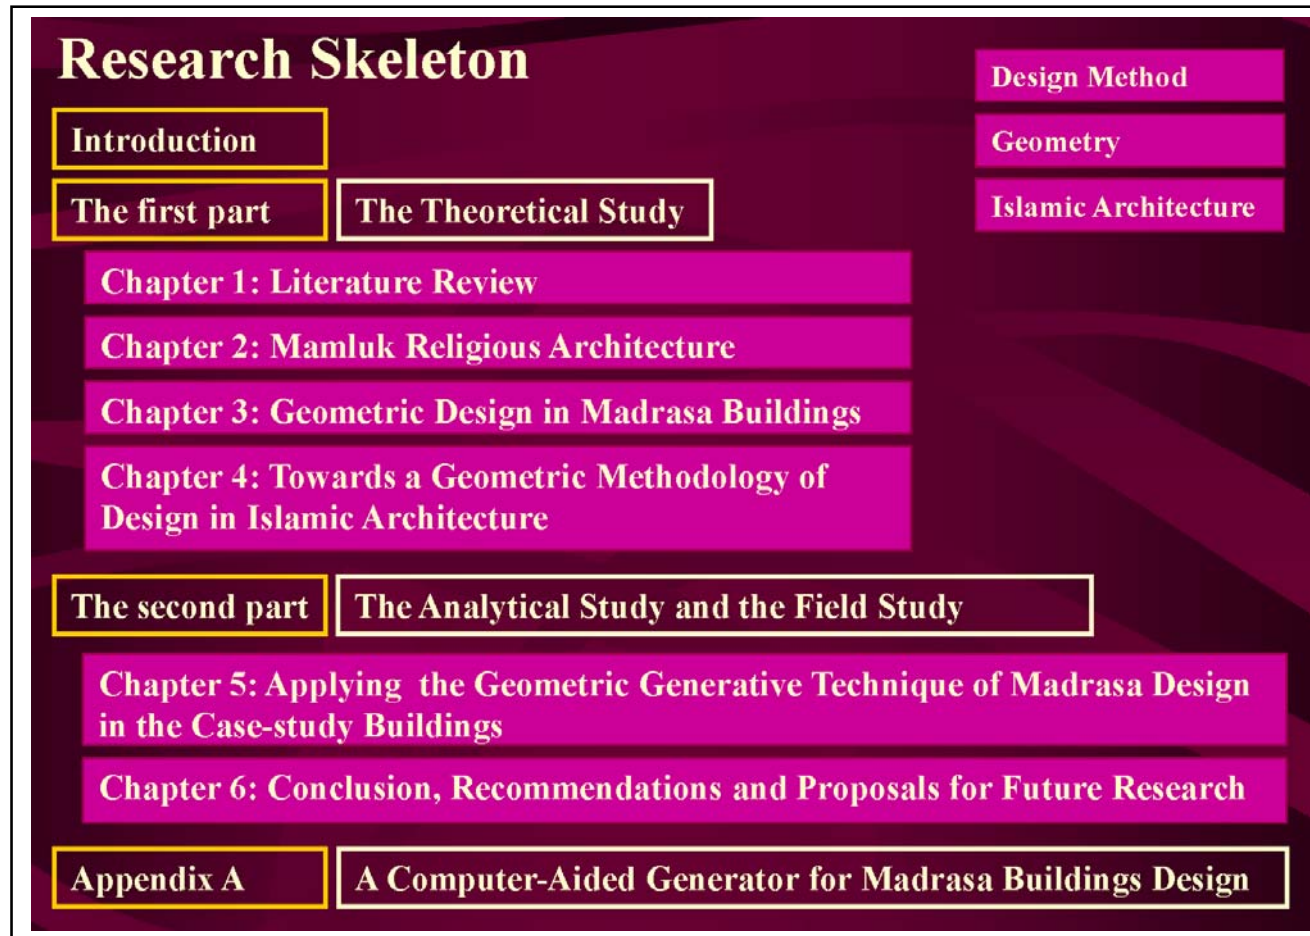 Research Skeleton
Design Method
Geometry
Islamic Architecture
Introduction
The first part
The Theoretical Study
Chapter 1: Literature Review
Chapter 2: Mamluk Religious Architecture
Chapter 3: Geometric Design in Madrasa Buildings
Chapter 4: Towards a Geometric Methodology of
Design in Islamic Architecture
The second part
The Analytical Study and the Field Study
Chapter 5: Applying the Geometric Generative Technique of Madrasa Design
in the Case-study Buildings
Chapter 6: Conclusion, Recommendations and Proposals for Future Research
Appendix A
A Computer-Aided Generator for Madrasa Buildings Design